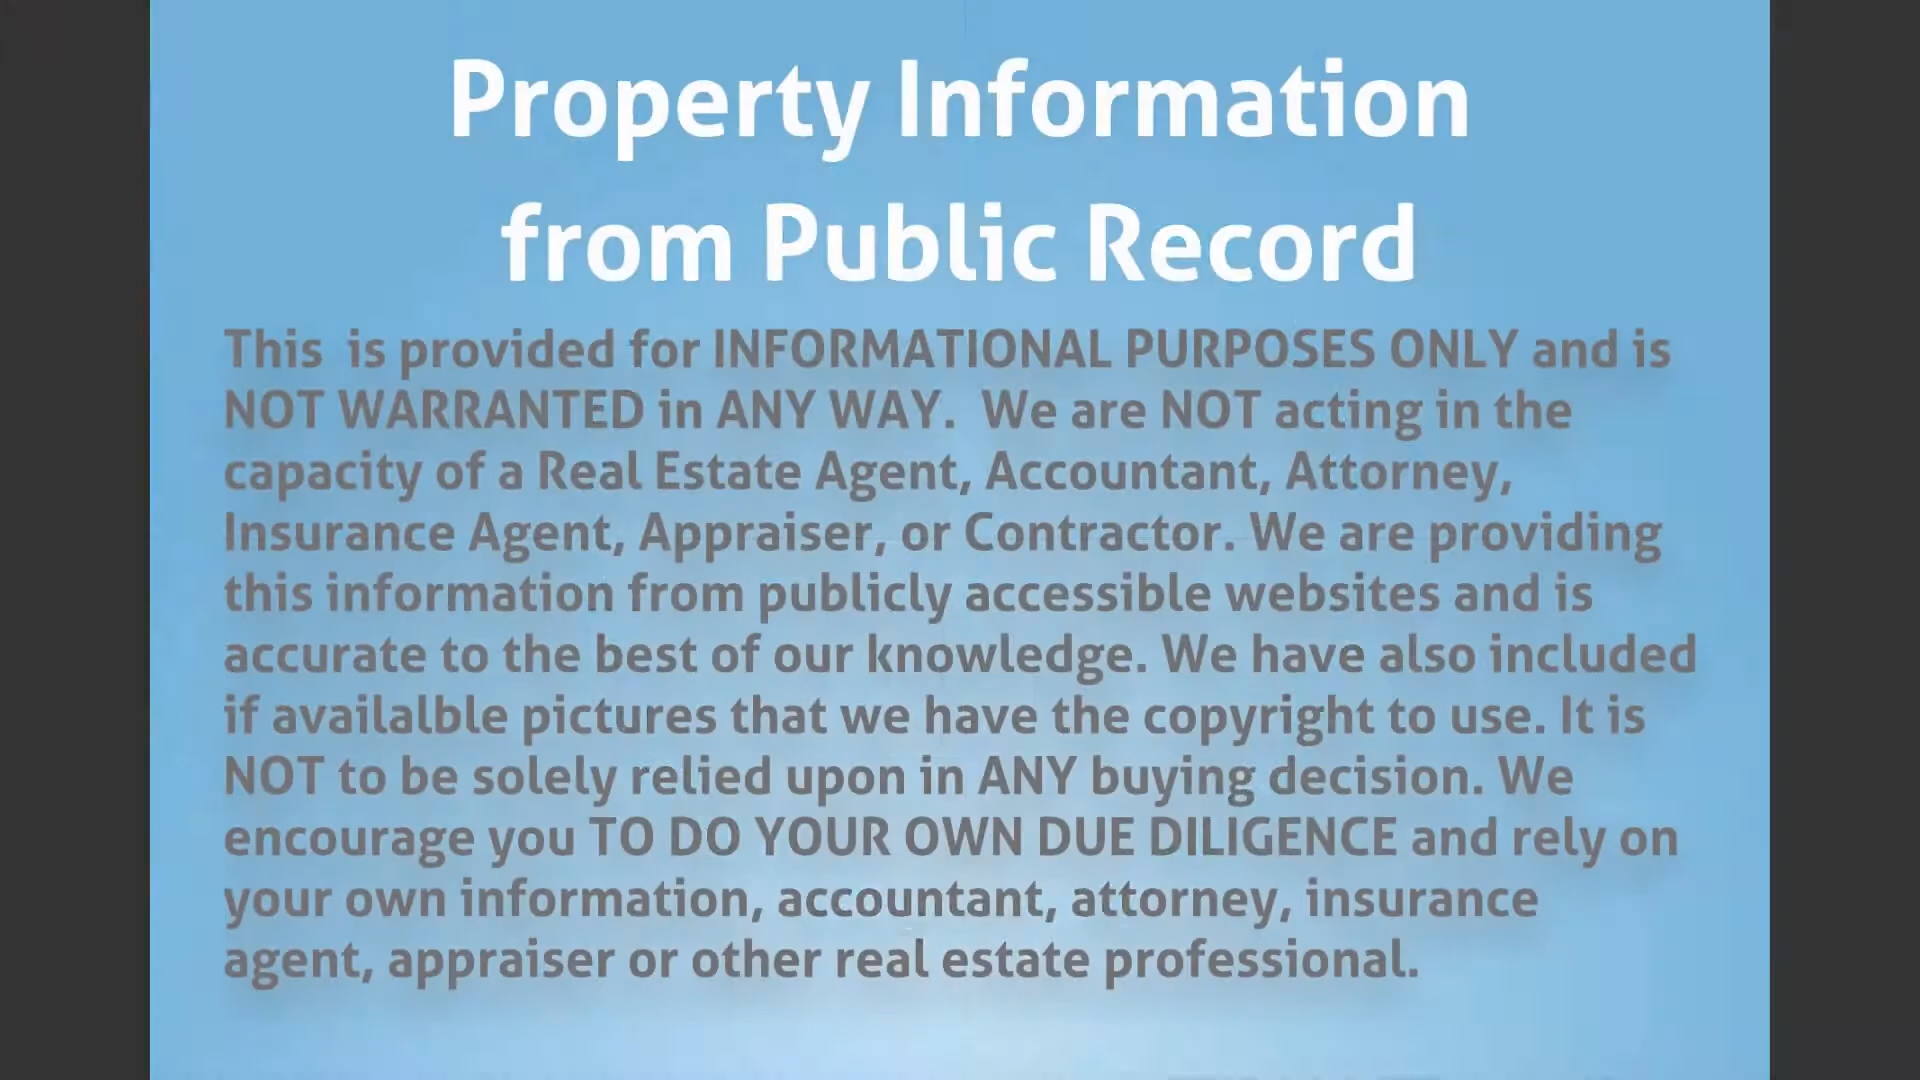 Property Information
from Public Record
This  is provided for INFORMATIONAL PURPOSES ONLY and is
NOT WARRANTED in ANY WAY.  We are NOT acting in the
capacity of a Real Estate Agent, Accountant, Attorney,
Insurance Agent, Appraiser, or Contractor. We are providing
this information from publicly accessible websites and is
accurate to the best of our knowledge. We have also included
if availalble pictures that we have the copyright to use. It is
NOT to be solely relied upon in ANY buying decision. We
encourage you TO DO YOUR OWN DUE DILIGENCE and rely on
your own information, accountant, attorney, insurance
agent, appraiser or other real estate professional.